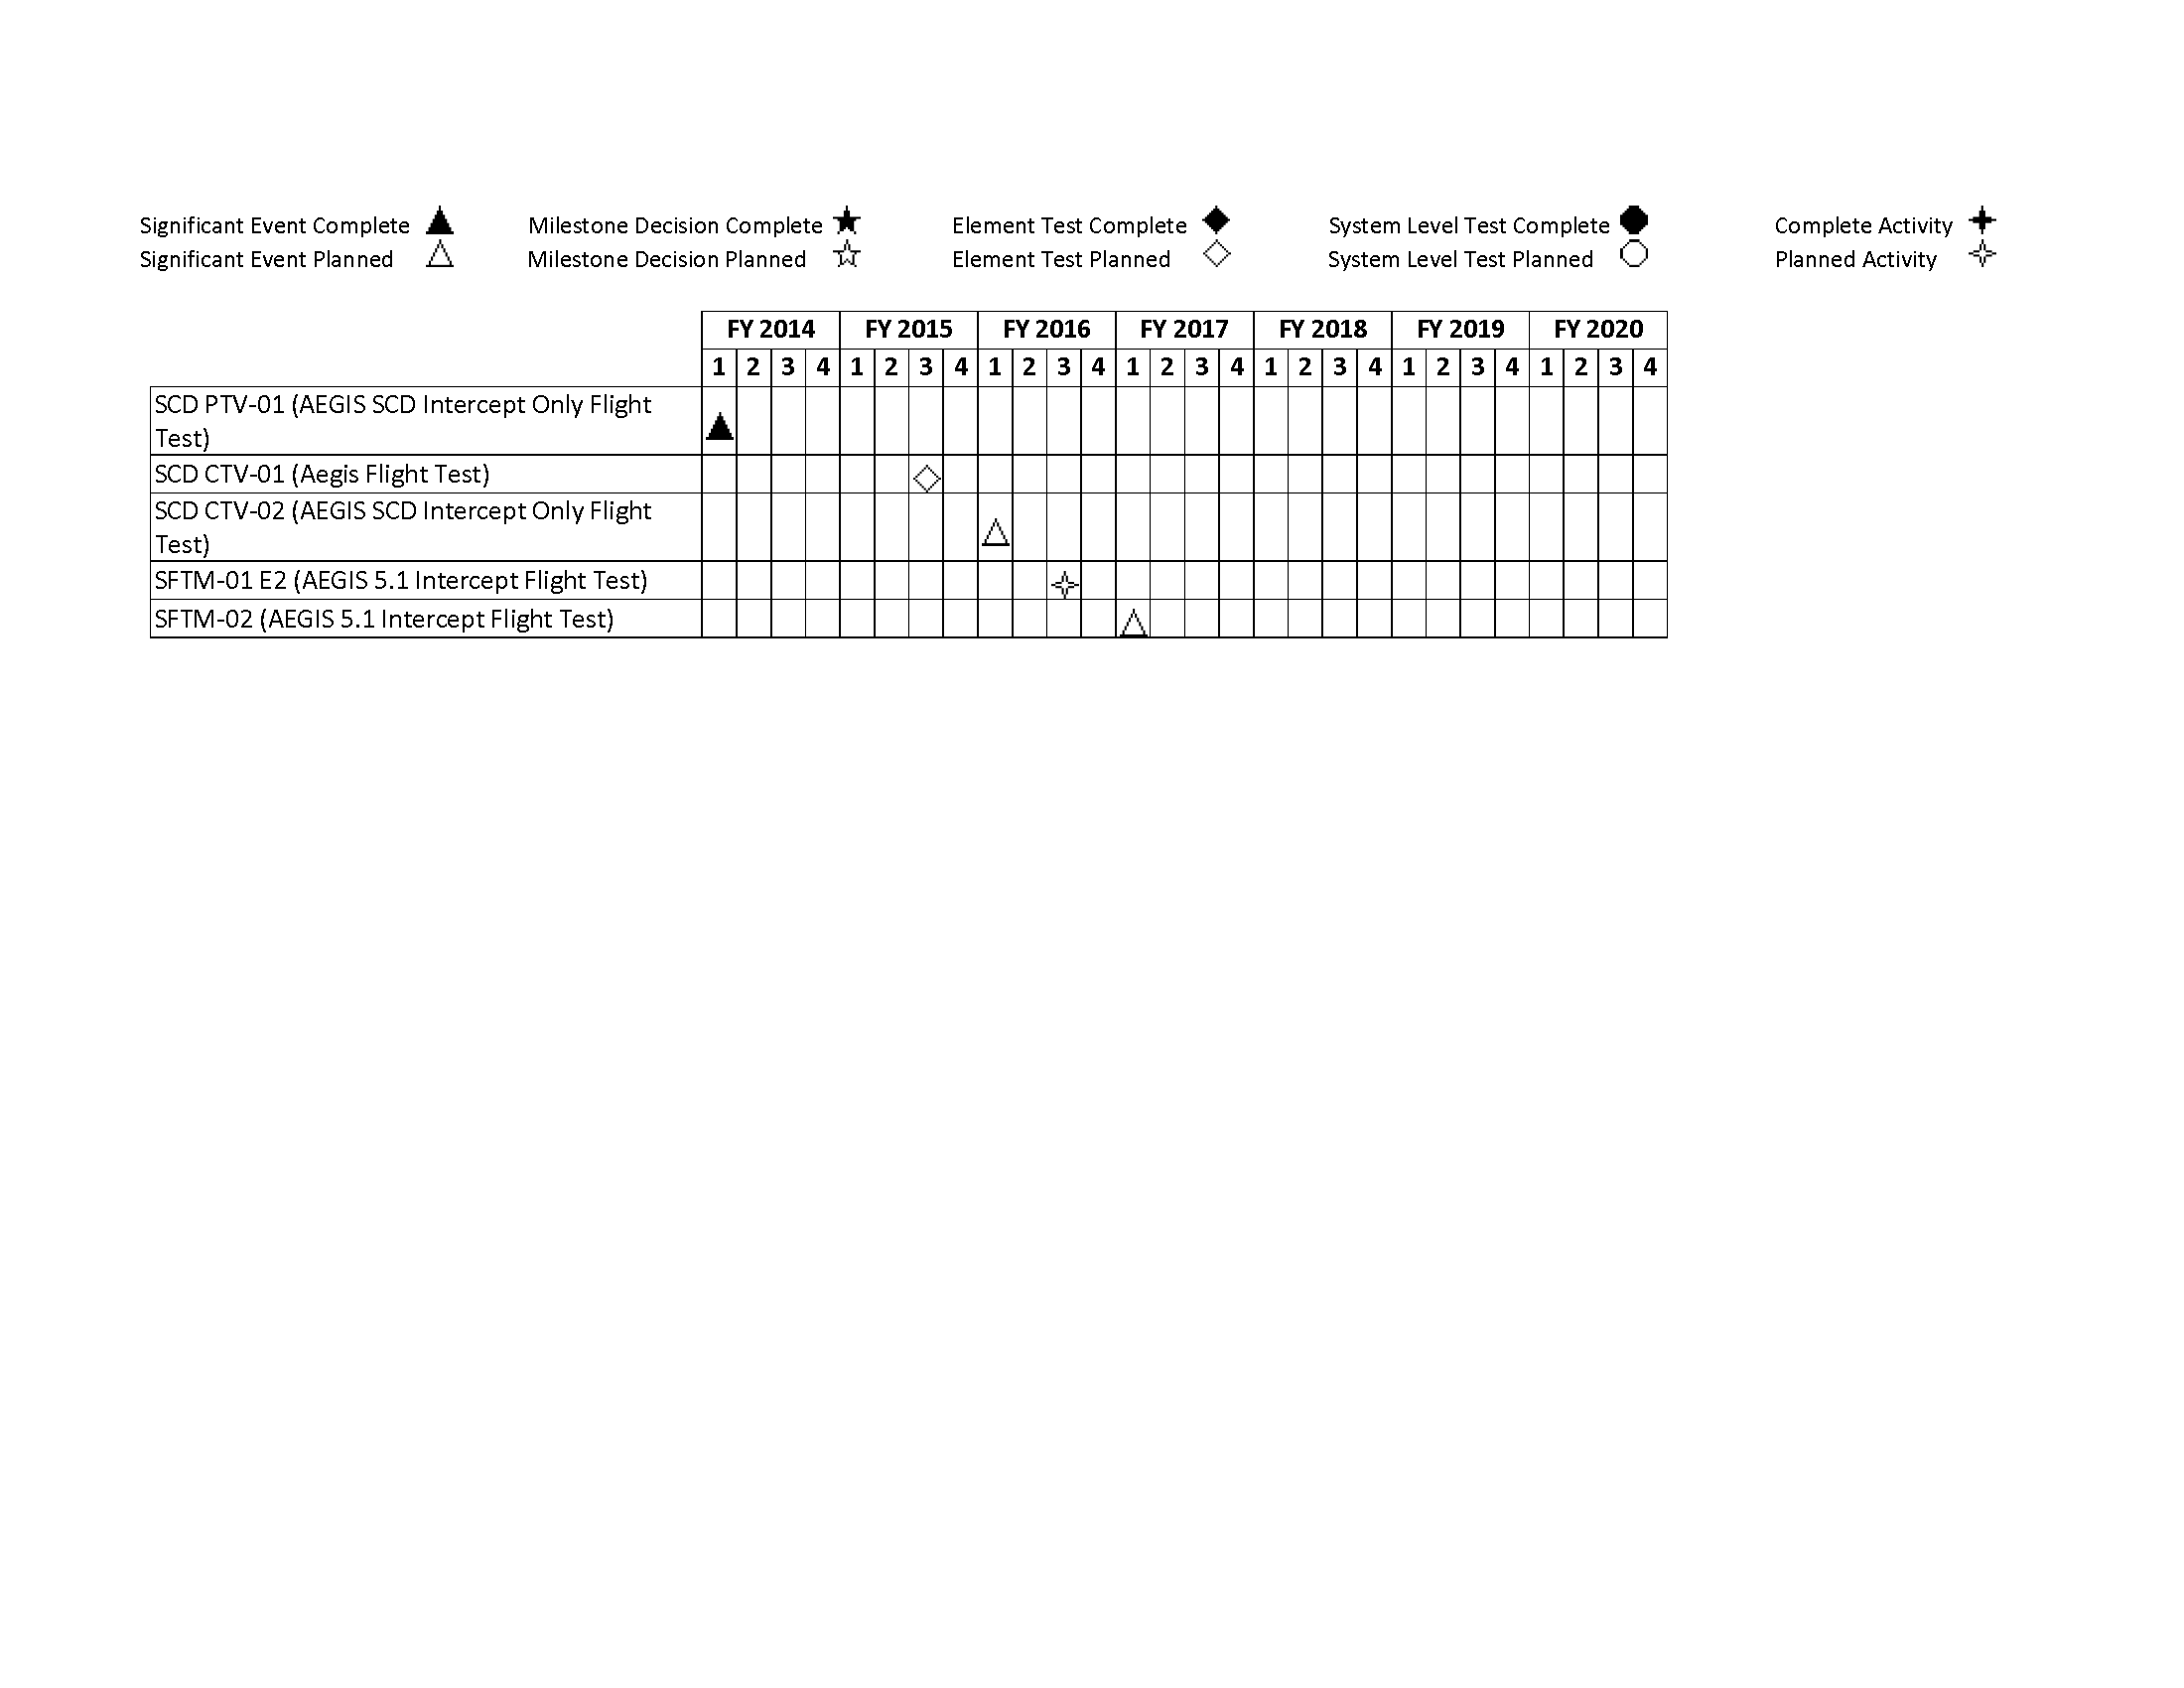 Significant Event Complete Milestone Decision Complete Element Test Complete System Level Test Complete Complete Activity
Significant Event Planned Milestone Decision Planned Element Test Planned System Level Test Planned Planned Activity
FY 2014 FY 2015 FY 2016 FY 2017 FY 2018 FY 2019 FY 2020
1 2 3 4 1 2 3 4 1 2 3 4 1 2 3 4 1 2 3 4 1 2 3 4 1 2 3 4
SCD PTV-01 (AEGIS SCD Intercept Only Flight
Test)
SCD CTV-01 (Aegis Flight Test)
SCD CTV-02 (AEGIS SCD Intercept Only Flight
Test)
SFTM-01 E2 (AEGIS 5.1 Intercept Flight Test)
SFTM-02 (AEGIS 5.1 Intercept Flight Test)